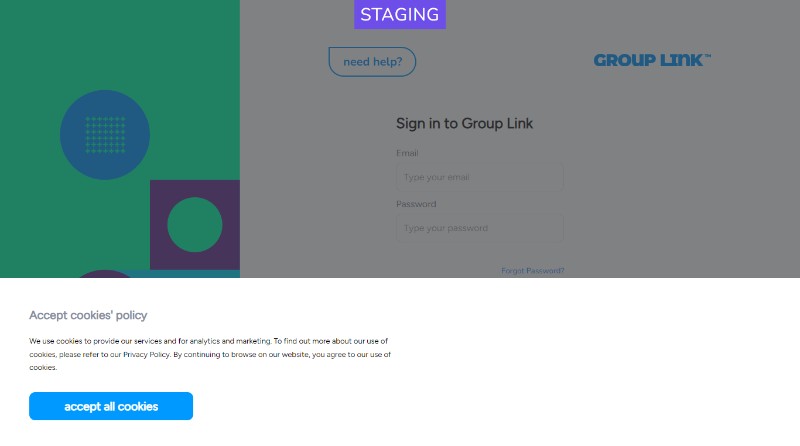 STAGING
need help?
GROUP LINK™
Sign in to Group Link
Email
Type your email
Password
Type your password
Forgot Password?
Accept cookies' policy
We use cookies to provide our services and for analytics and marketing. To find out more about our use of
cookies, please refer to our Privacy Policy. By continuing to browse on our website, you agree to our use of
cookies.
accept all cookies